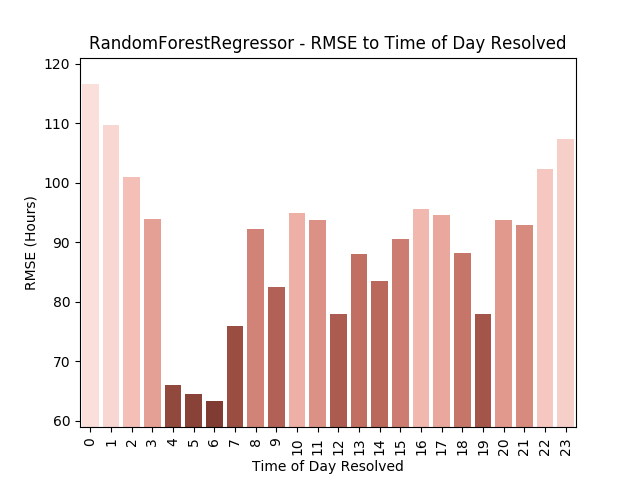 RandomForestRegressor - RMSE to Time of Day Resolved
120
110
100
90
80
70
60
RMSE (Hours)
0 1 2 3 4 5 6 7 8 9 10 11 12 13 14 15 16 17 18 19 20 21 22 23
Time of Day Resolved